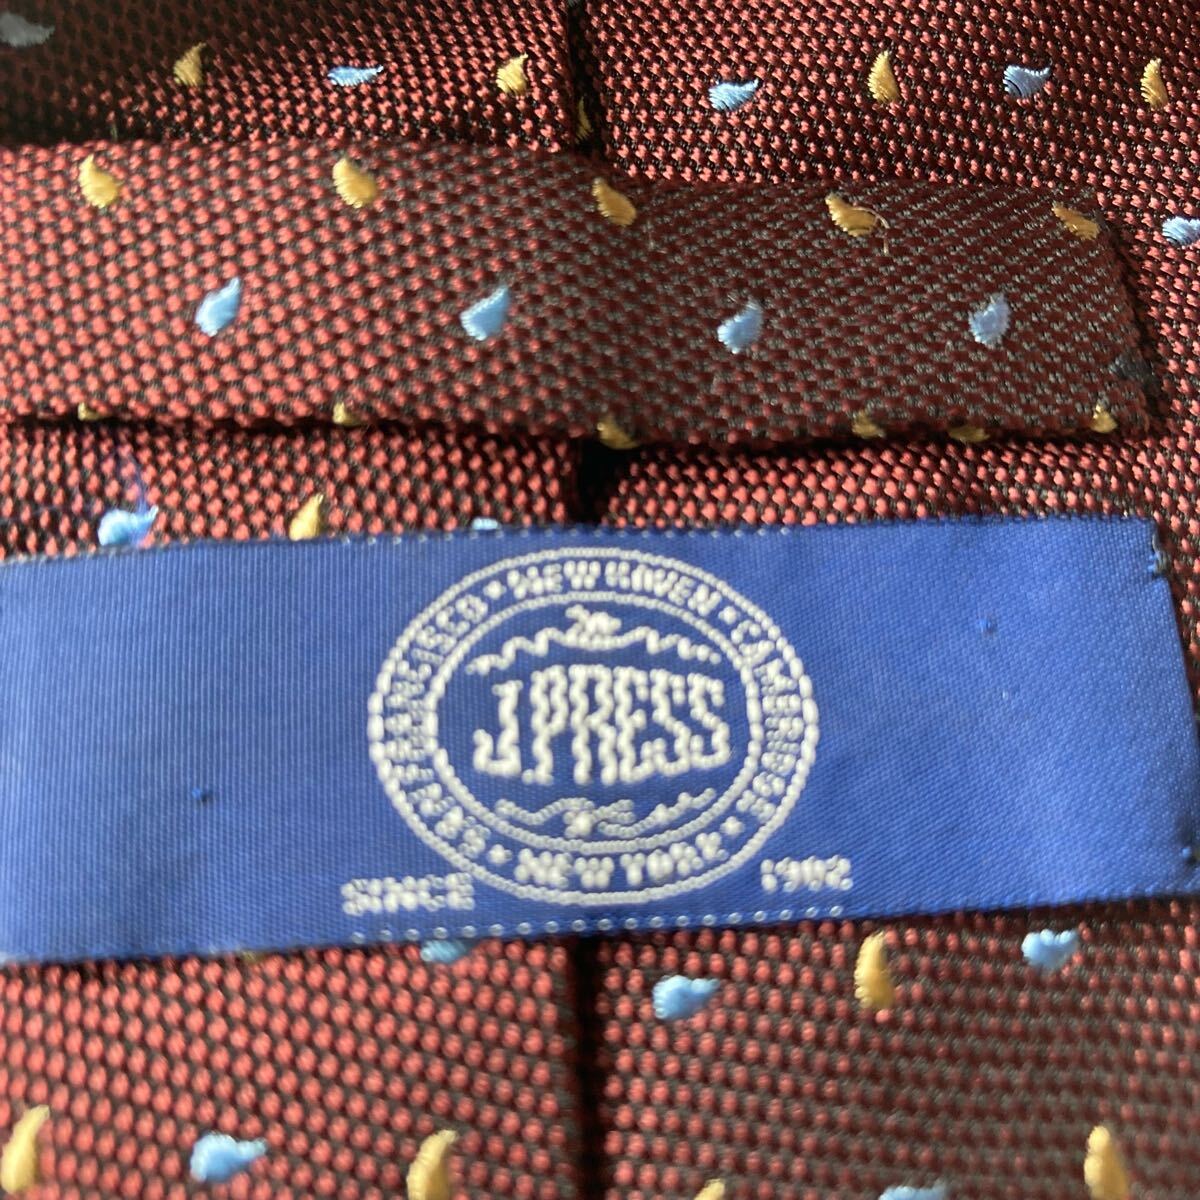 SAN FRANCISCO • NEW HAVEN • CAMBRIDGE • NEW YORK •
J.PRESS
SINCE 1902